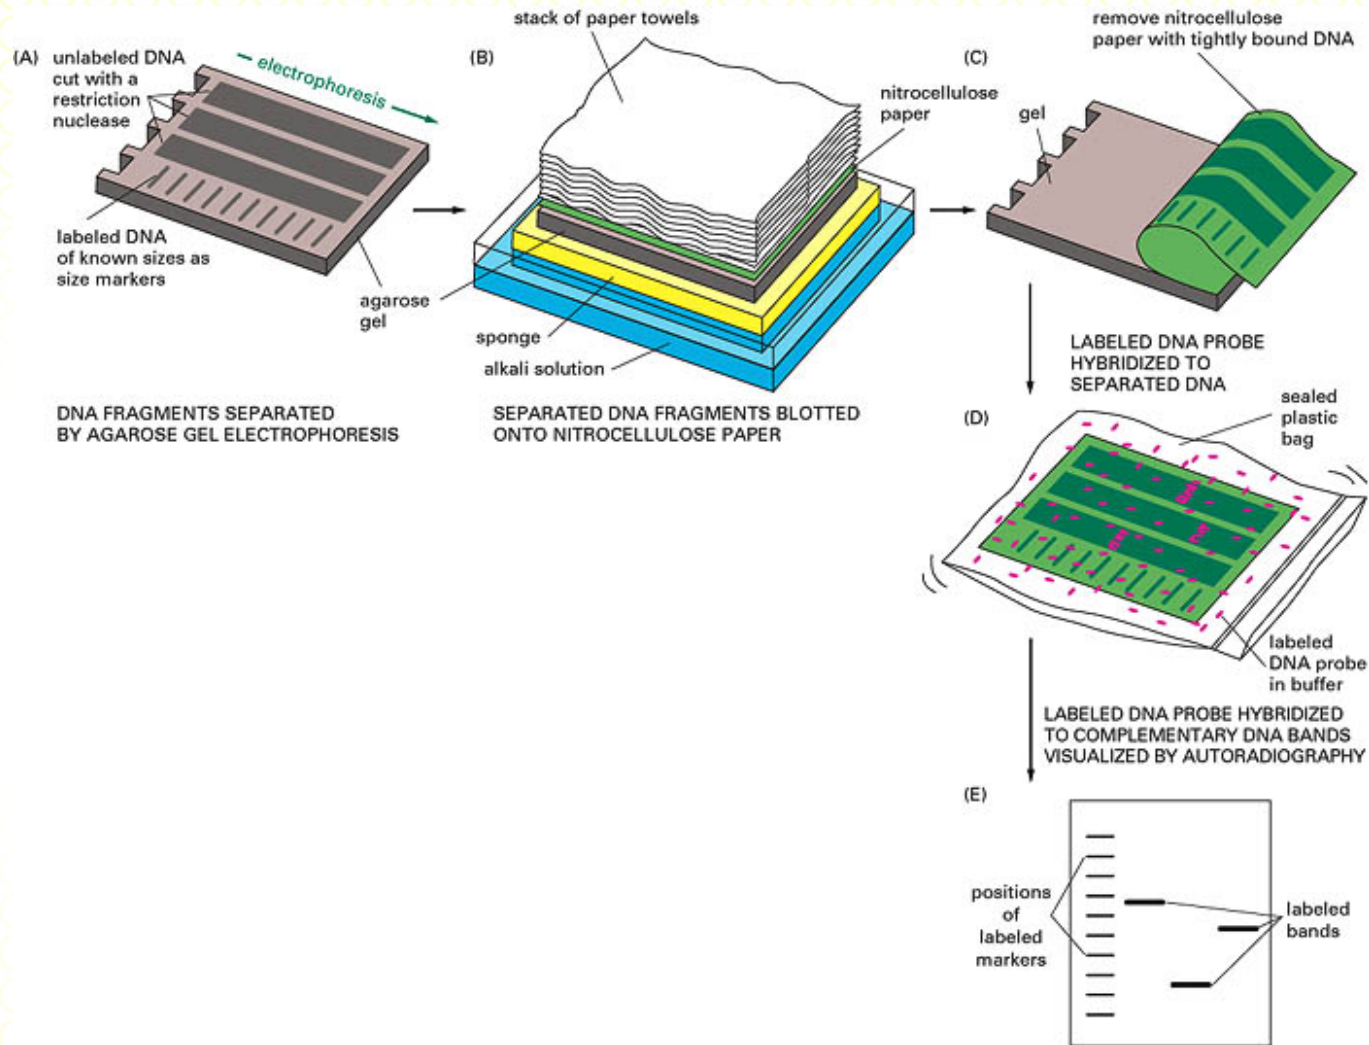 (A)
unlabeled DNA
cut with a
restriction
nuclease
electrophoresis
labeled DNA
of known sizes as
size markers
agarose
gel
DNA FRAGMENTS SEPARATED
BY AGAROSE GEL ELECTROPHORESIS
(B)
stack of paper towels
nitrocellulose
paper
sponge
alkali solution
SEPARATED DNA FRAGMENTS BLOTTED
ONTO NITROCELLULOSE PAPER
(C)
remove nitrocellulose
paper with tightly bound DNA
gel
LABELED DNA PROBE
HYBRIDIZED TO
SEPARATED DNA
(D)
sealed
plastic
bag
labeled
DNA probe
in buffer
LABELED DNA PROBE HYBRIDIZED
TO COMPLEMENTARY DNA BANDS
VISUALIZED BY AUTORADIOGRAPHY
(E)
positions
of
labeled
markers
labeled
bands